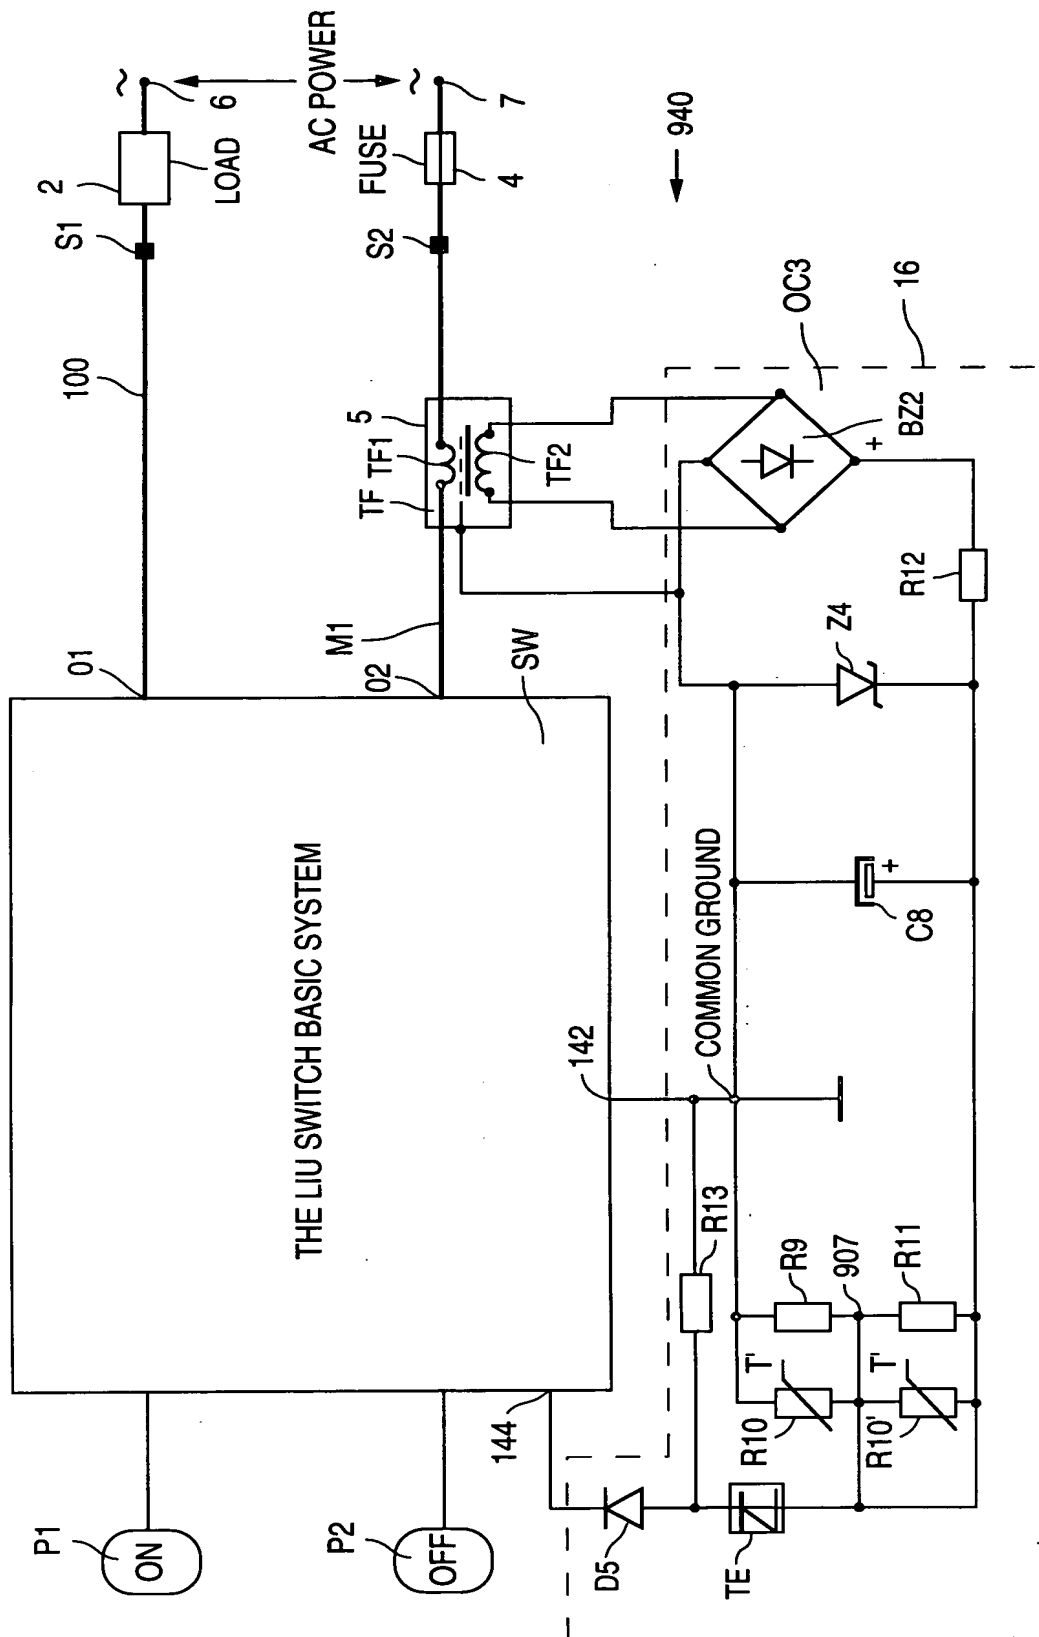 P1
ON
P2
OFF
THE LIU SWITCH BASIC SYSTEM
01
02
100
S1
2
LOAD
~
6
AC POWER
~
7
FUSE
4
S2
5
TF
TF1
TF2
M1
SW
940
142
144
16
OC3
BZ2
+
R12
Z4
C8
+
COMMON GROUND
R13
R9
907
R11
T
R10
T
R10'
D5
TE